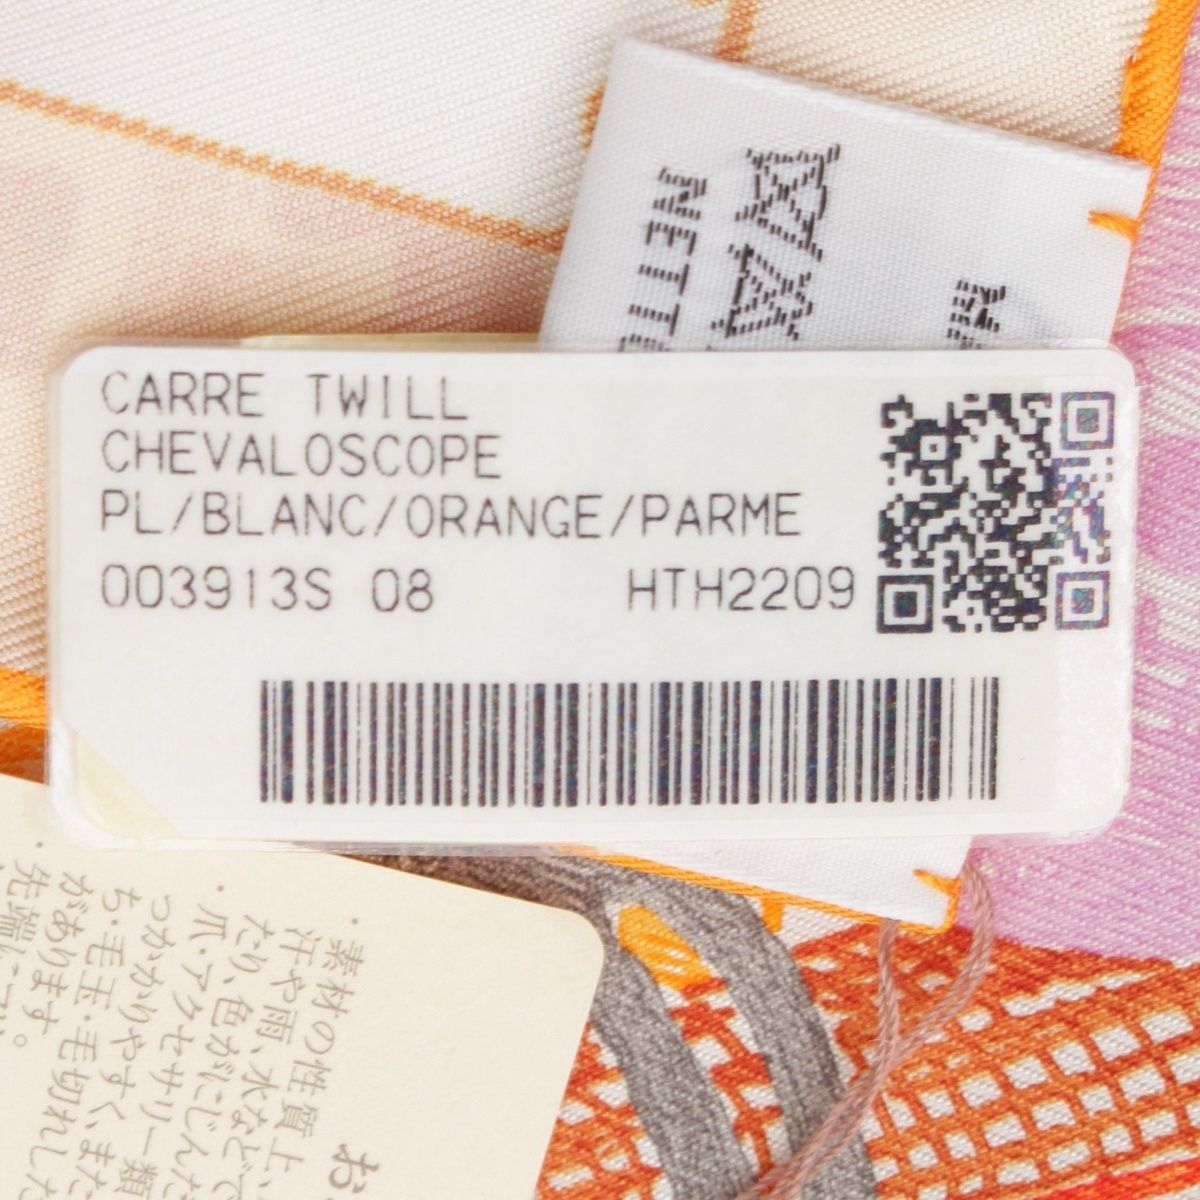 CARRE TWILL
CHEVALOSCOPE
PL/BLANC/ORANGE/PARME
003913S 08 HTH2209
・素材の性質上、
汗や雨、水などで
たり、色がにじんだ
・爪・アクセサリー類
つかかりやすく、また
ち・毛玉・毛切れした
があります。